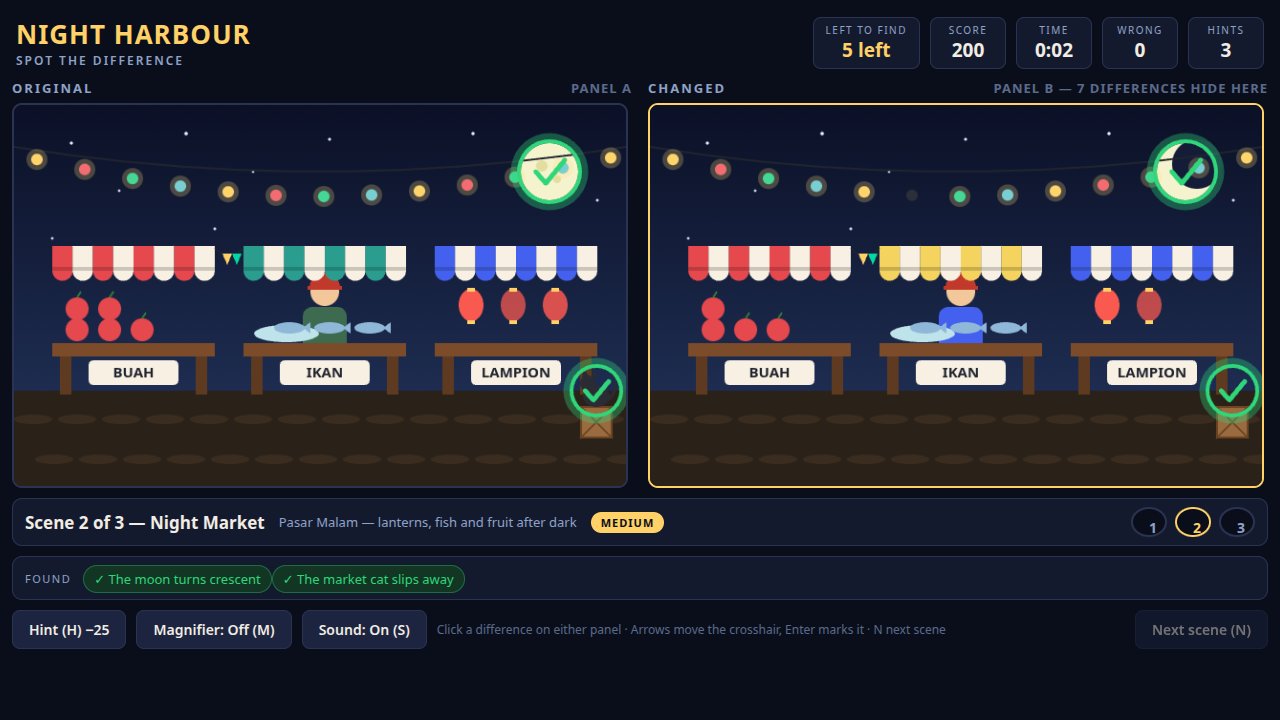 NIGHT HARBOUR
SPOT THE DIFFERENCE
LEFT TO FIND
5 left
SCORE
200
TIME
0:02
WRONG
0
HINTS
3
ORIGINAL
PANEL A
CHANGED
PANEL B — 7 DIFFERENCES HIDE HERE
BUAH
IKAN
LAMPION
BUAH
IKAN
LAMPION
Scene 2 of 3 — Night Market
Pasar Malam — lanterns, fish and fruit after dark
MEDIUM
1
2
3
FOUND
✓ The moon turns crescent
✓ The market cat slips away
Hint (H) −25
Magnifier: Off (M)
Sound: On (S)
Click a difference on either panel · Arrows move the crosshair, Enter marks it · N next scene
Next scene (N)